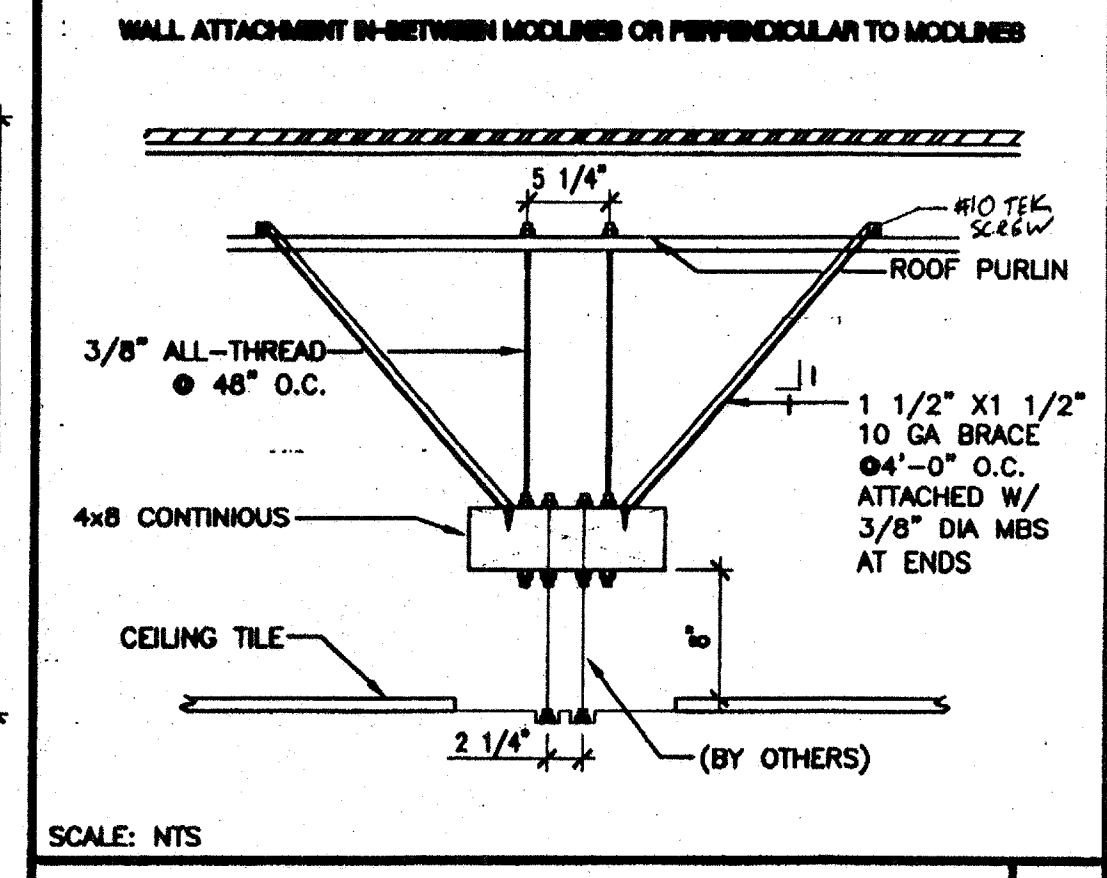 WALL ATTACHMENT IN-BETWEEN MODLINES OR PERPENDICULAR TO MODLINES
5 1/4"
#10 TEK
SCREW
ROOF PURLIN
3/8" ALL-THREAD
@ 48" O.C.
1
1 1/2" X1 1/2"
10 GA BRACE
@4'-0" O.C.
ATTACHED W/
3/8" DIA MBS
AT ENDS
4x8 CONTINIOUS
8"
CEILING TILE
2 1/4"
(BY OTHERS)
SCALE: NTS